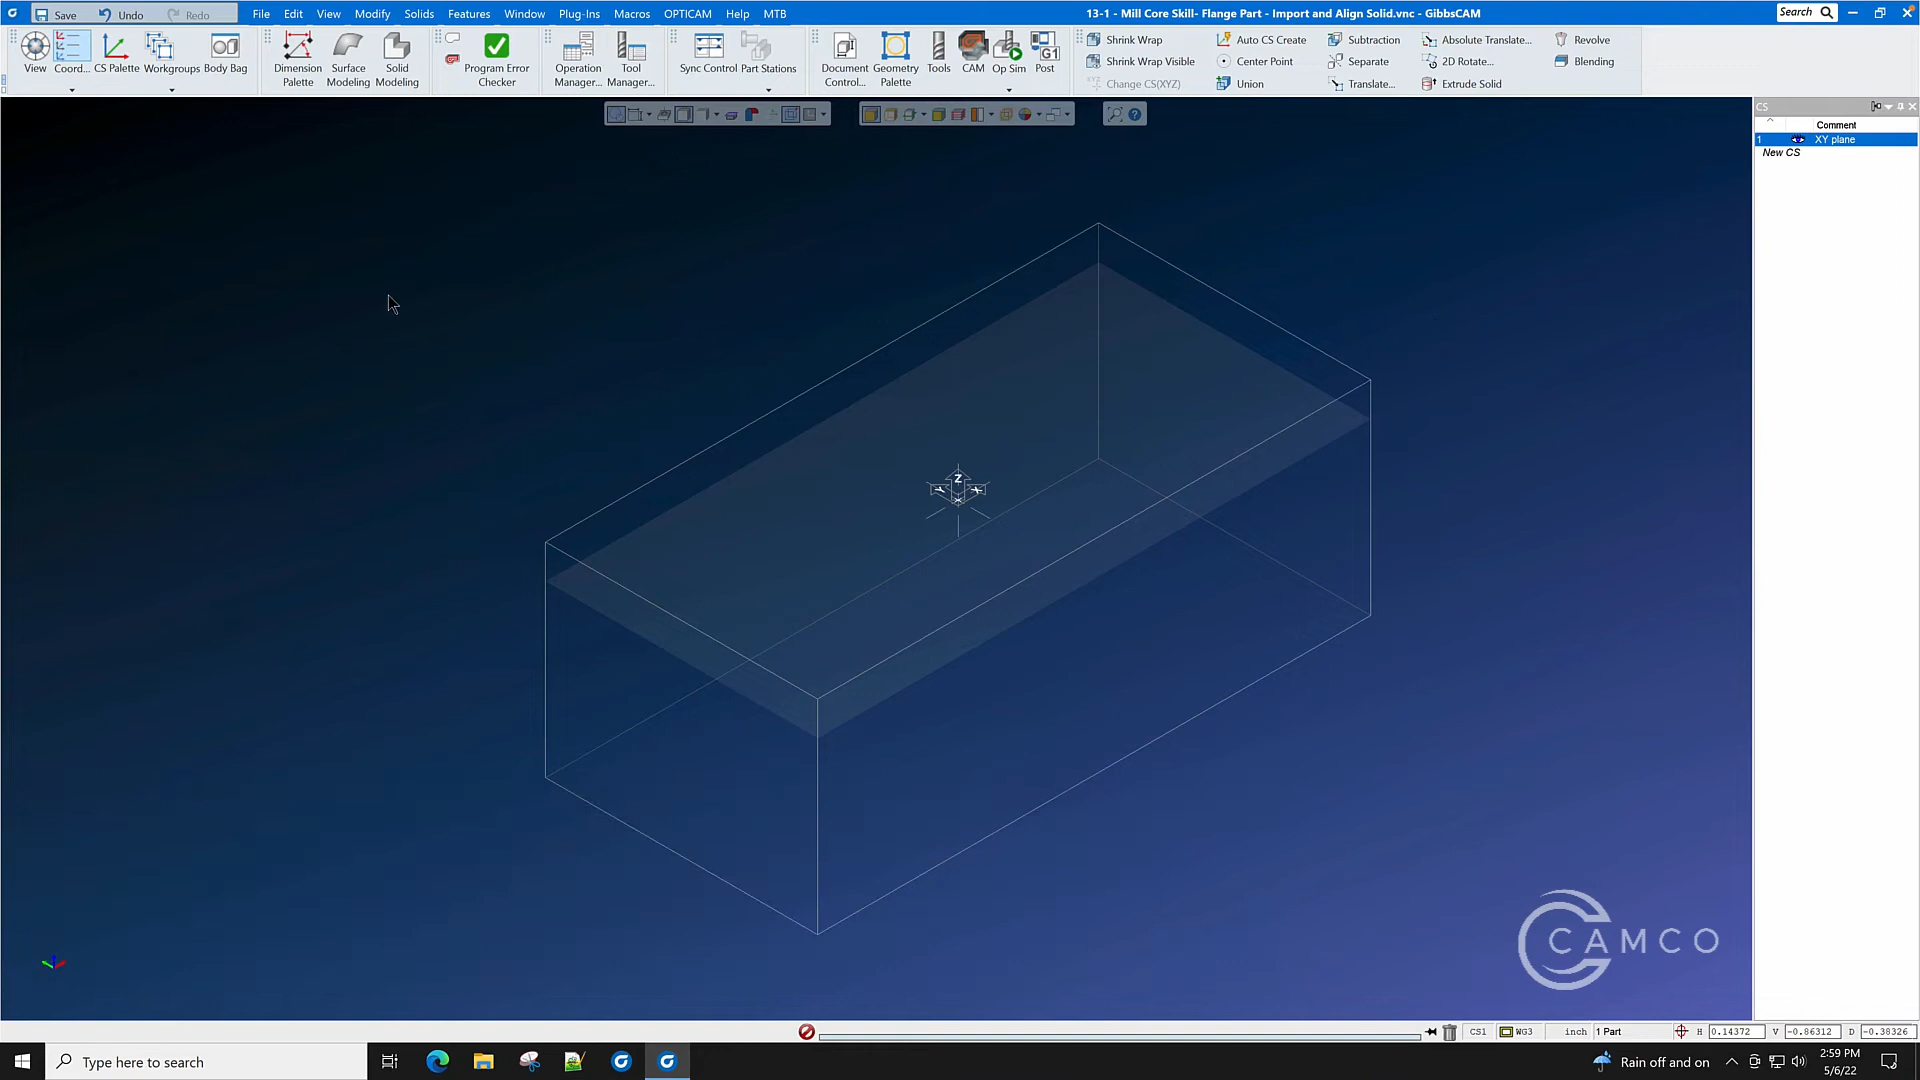 Save Undo Redo File Edit View Modify Solids Features Window Plug-Ins Macros OPTICAM Help MTB 13-1 - Mill Core Skill- Flange Part - Import and Align Solid.vnc - GibbsCAM Search
View Coord... CS Palette Workgroups Body Bag
Dimension Palette
Surface Modeling
Solid Modeling
Program Error Checker
Operation Manager...
Tool Manager...
Sync Control Part Stations
Document Control...
Geometry Palette
Tools CAM Op Sim Post
G1
Shrink Wrap Auto CS Create Subtraction Absolute Translate... Revolve
Shrink Wrap Visible Center Point Separate 2D Rotate... Blending
Change CS(XYZ) Union Translate... Extrude Solid
CS
Comment
1 XY plane
New CS
Z
CAMCO
CS1 WG3 inch 1 Part H 0.14372 V -0.86312 D -0.38326
Type here to search
Rain off and on
2:59 PM
5/6/22